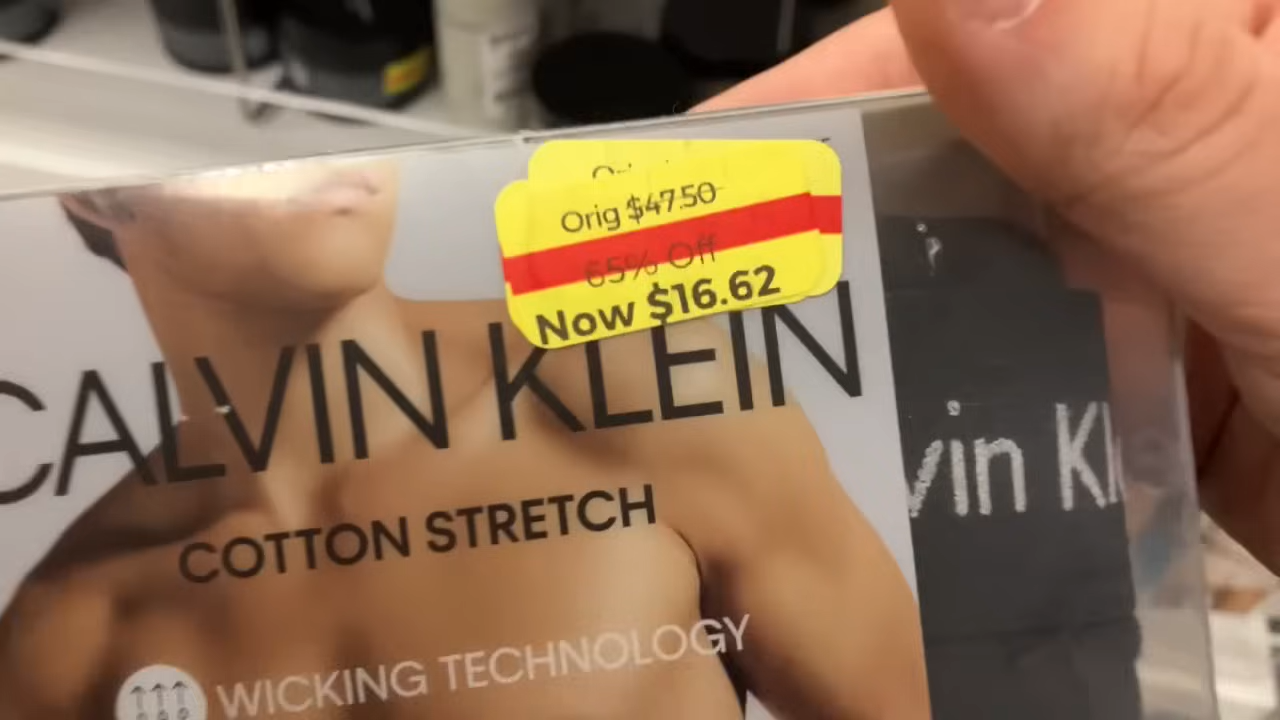 Orig $47.50
65% Off
Now $16.62
CALVIN KLEIN
COTTON STRETCH
WICKING TECHNOLOGY
vin Kl